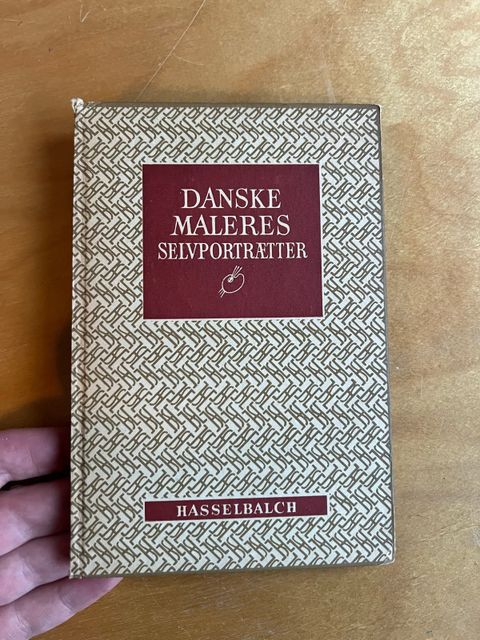 DANSKE
MALERES
SELVPORTRÆTTER
HASSELBALCH